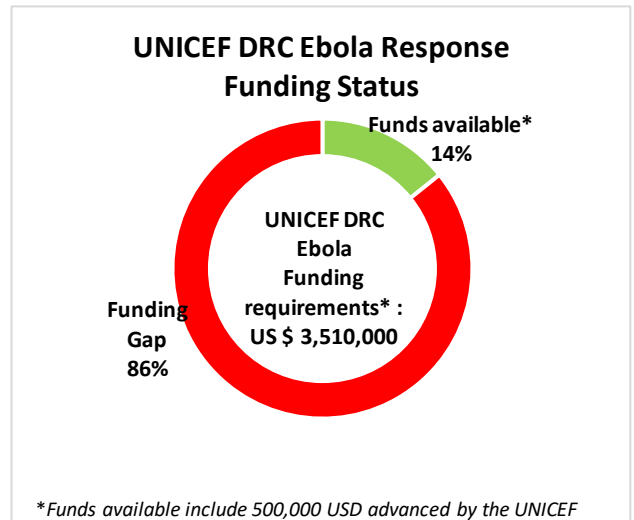 UNICEF DRC Ebola Response
Funding Status
Funds available*
14%
UNICEF DRC
Ebola
Funding
requirements* :
US $ 3,510,000
Funding
Gap
86%
*Funds available include 500,000 USD advanced by the UNICEF